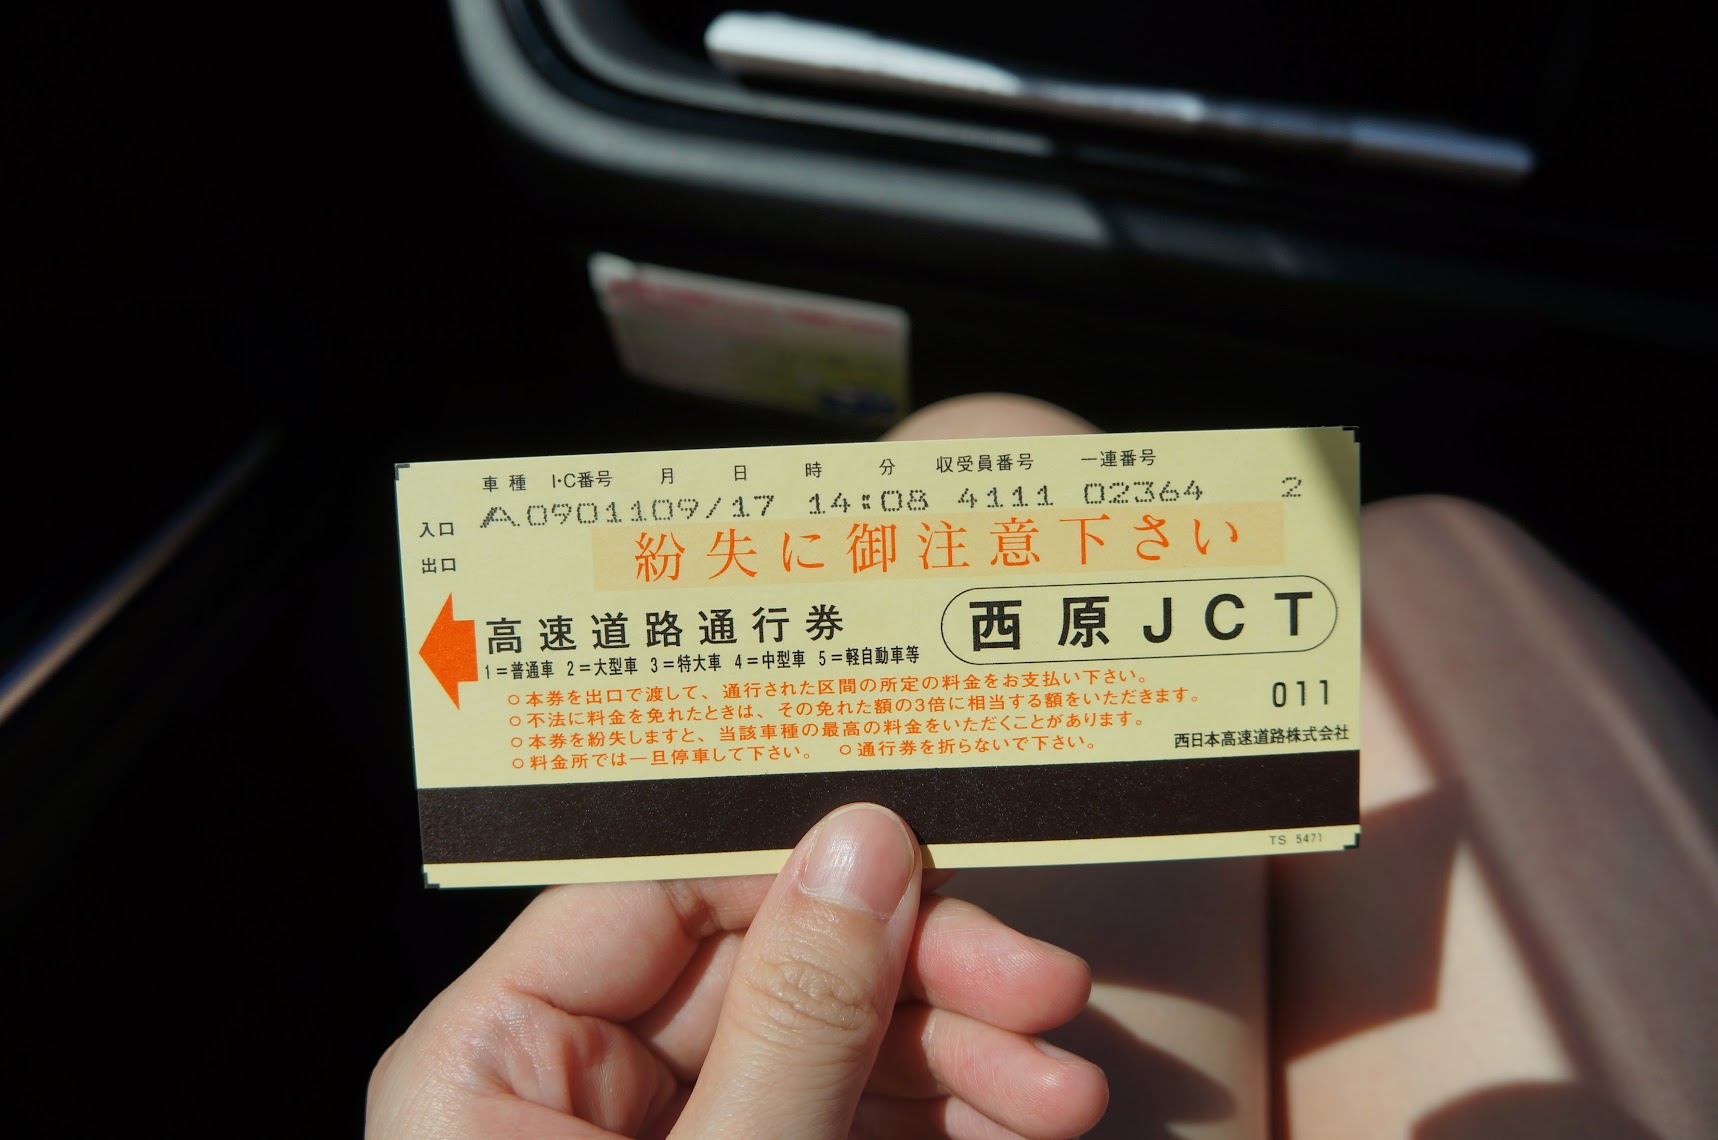 車種 I・C番号 月 日 時 分 収受員番号 一連番号
入口 A0901109/17 14:08 4111 02364 2
出口
紛失に御注意下さい
高速道路通行券
西原JCT
1=普通車 2=大型車 3=特大車 4=中型車 5=軽自動車等
○本券を出口で渡して、通行された区間の所定の料金をお支払い下さい。
○不法に料金を免れたときは、その免れた額の3倍に相当する額をいただきます。
○本券を紛失しますと、当該車種の最高の料金をいただくことがあります。
○料金所では一旦停車して下さい。 ○通行券を折らないで下さい。
011
西日本高速道路株式会社
TS 5471